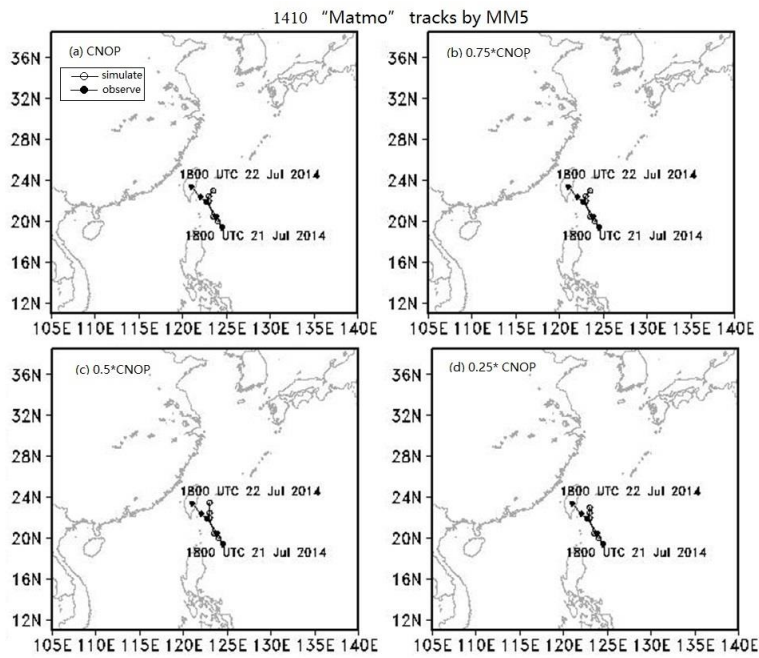 1410 “Matmo” tracks by MM5
(a) CNOP
simulate
observe
(b) 0.75*CNOP
36N
32N
28N
24N
20N
16N
12N
1800 UTC 22 Jul 2014
1800 UTC 21 Jul 2014
105E 110E 115E 120E 125E 130E 135E 140E
36N
32N
28N
24N
20N
16N
12N
1800 UTC 22 Jul 2014
1800 UTC 21 Jul 2014
105E 110E 115E 120E 125E 130E 135E 140E
(c) 0.5*CNOP
36N
32N
28N
24N
20N
16N
12N
1800 UTC 22 Jul 2014
1800 UTC 21 Jul 2014
105E 110E 115E 120E 125E 130E 135E 140E
(d) 0.25* CNOP
36N
32N
28N
24N
20N
16N
12N
1800 UTC 22 Jul 2014
1800 UTC 21 Jul 2014
105E 110E 115E 120E 125E 130E 135E 140E